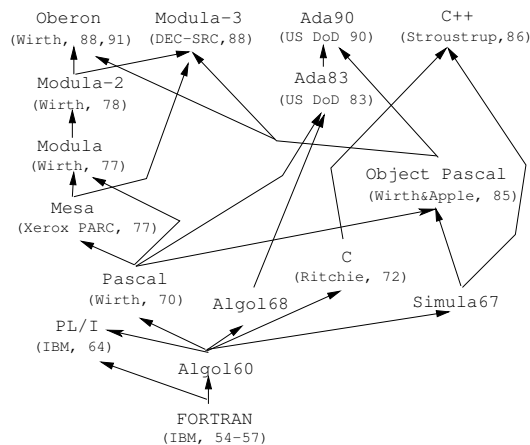 Oberon
(Wirth, 88,91)
Modula-3
(DEC-SRC,88)
Ada90
(US DoD 90)
C++
(Stroustrup,86)
Modula-2
(Wirth, 78)
Ada83
(US DoD 83)
Modula
(Wirth, 77)
Object Pascal
(Wirth&Apple, 85)
Mesa
(Xerox PARC, 77)
C
(Ritchie, 72)
Pascal
(Wirth, 70)
Algol68
Simula67
PL/I
(IBM, 64)
Algol60
FORTRAN
(IBM, 54-57)